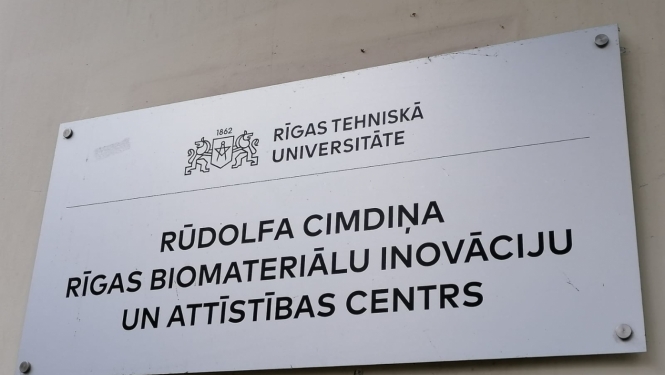 1862
RĪGAS TEHNISKĀ
UNIVERSITĀTE
RŪDOLFA CIMDIŅA
RĪGAS BIOMATERIĀLU INOVĀCIJU
UN ATTĪSTĪBAS CENTRS